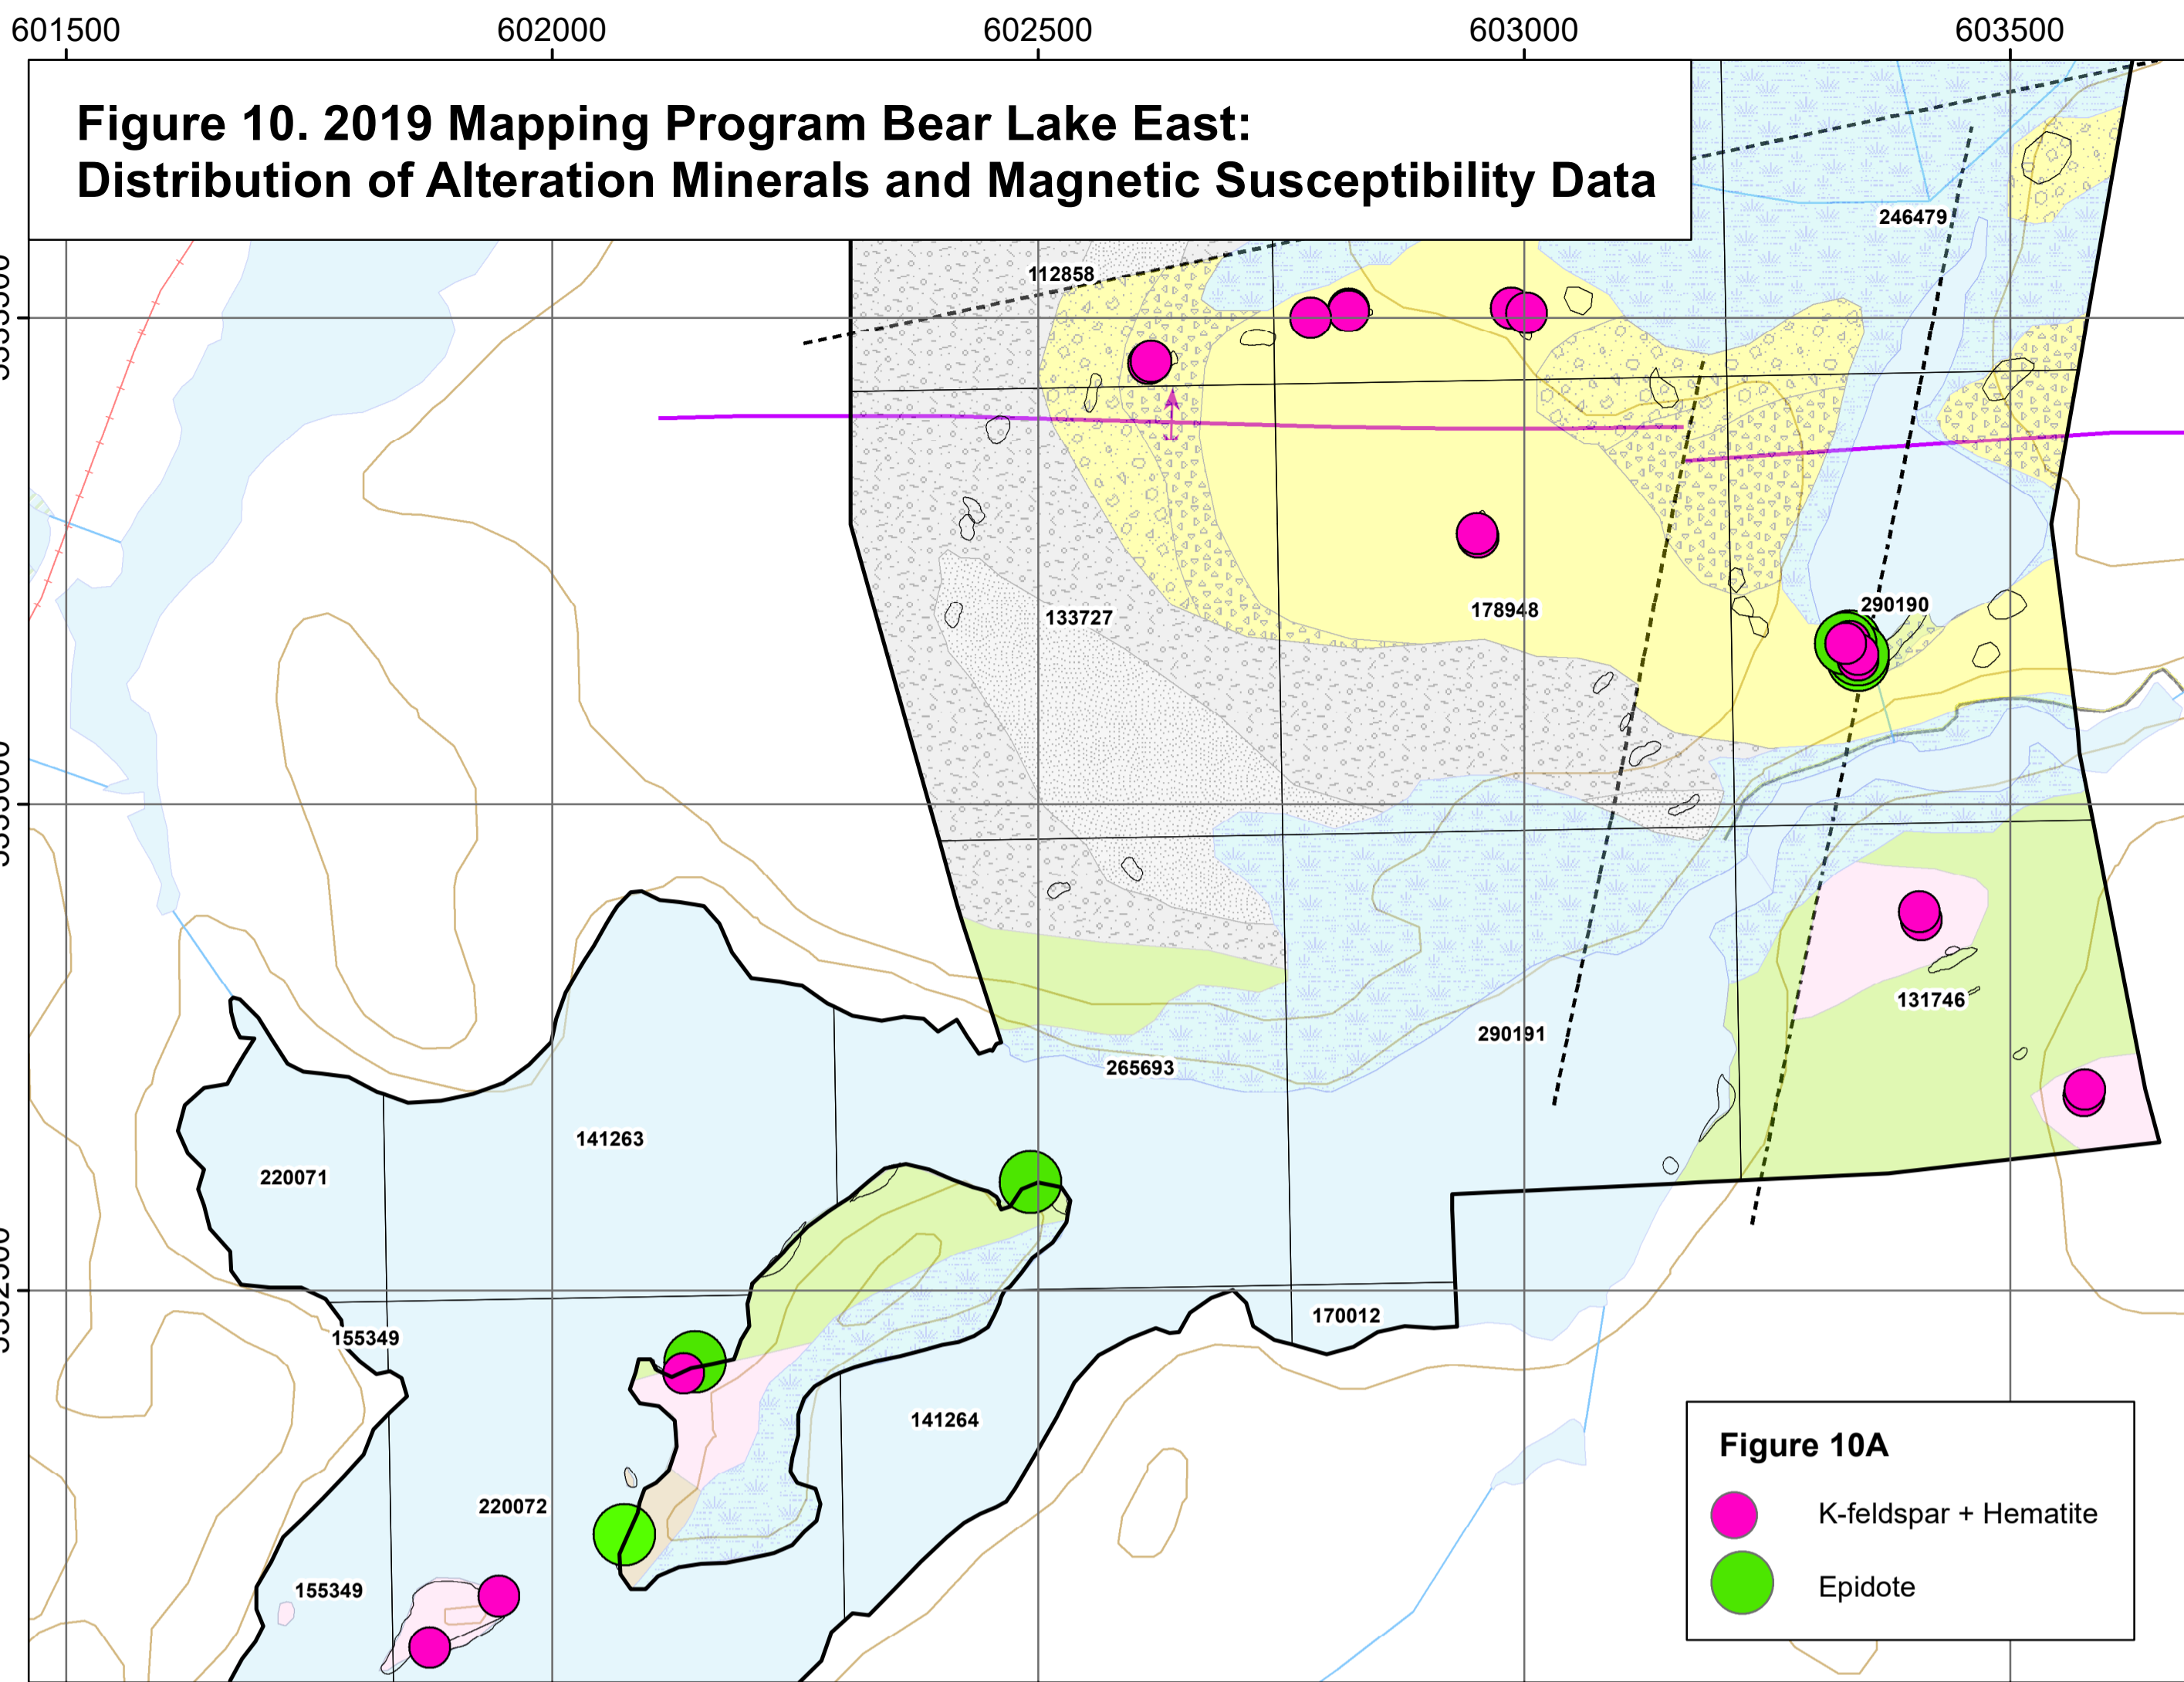 601500 602000 602500 603000 603500
Figure 10. 2019 Mapping Program Bear Lake East:
Distribution of Alteration Minerals and Magnetic Susceptibility Data
246479
112858
290190
178948
133727
131746
290191
265693
141263
220071
170012
155349
141264
Figure 10A
220072
K-feldspar + Hematite
155349
Epidote